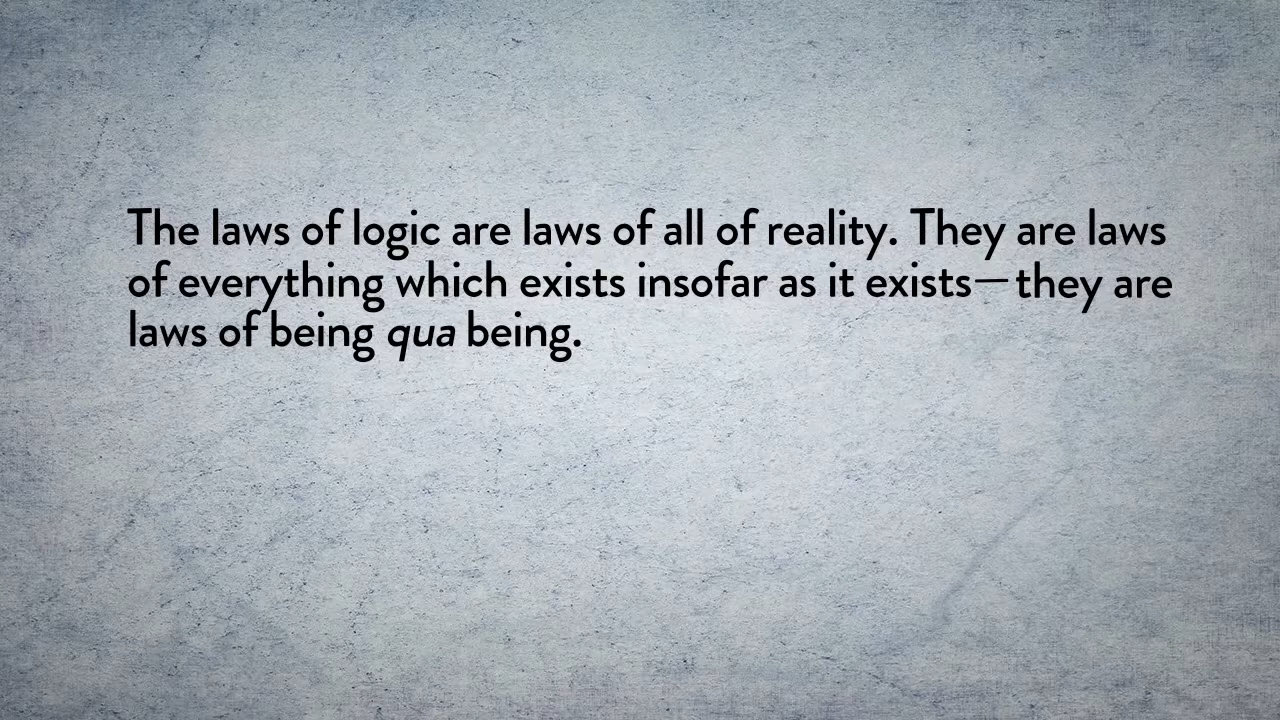 The laws of logic are laws of all of reality. They are laws
of everything which exists insofar as it exists—they are
laws of being qua being.